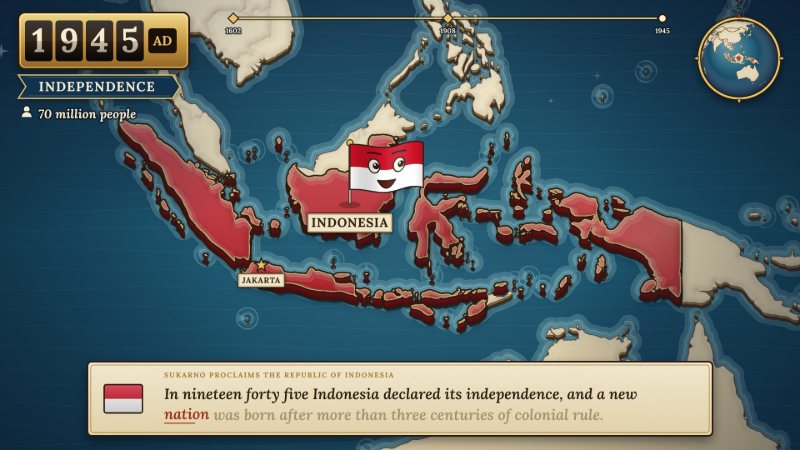 1945 AD
1602
1908
1945
INDEPENDENCE
70 million people
INDONESIA
JAKARTA
SUKARNO PROCLAIMS THE REPUBLIC OF INDONESIA
In nineteen forty five Indonesia declared its independence, and a new
nation was born after more than three centuries of colonial rule.